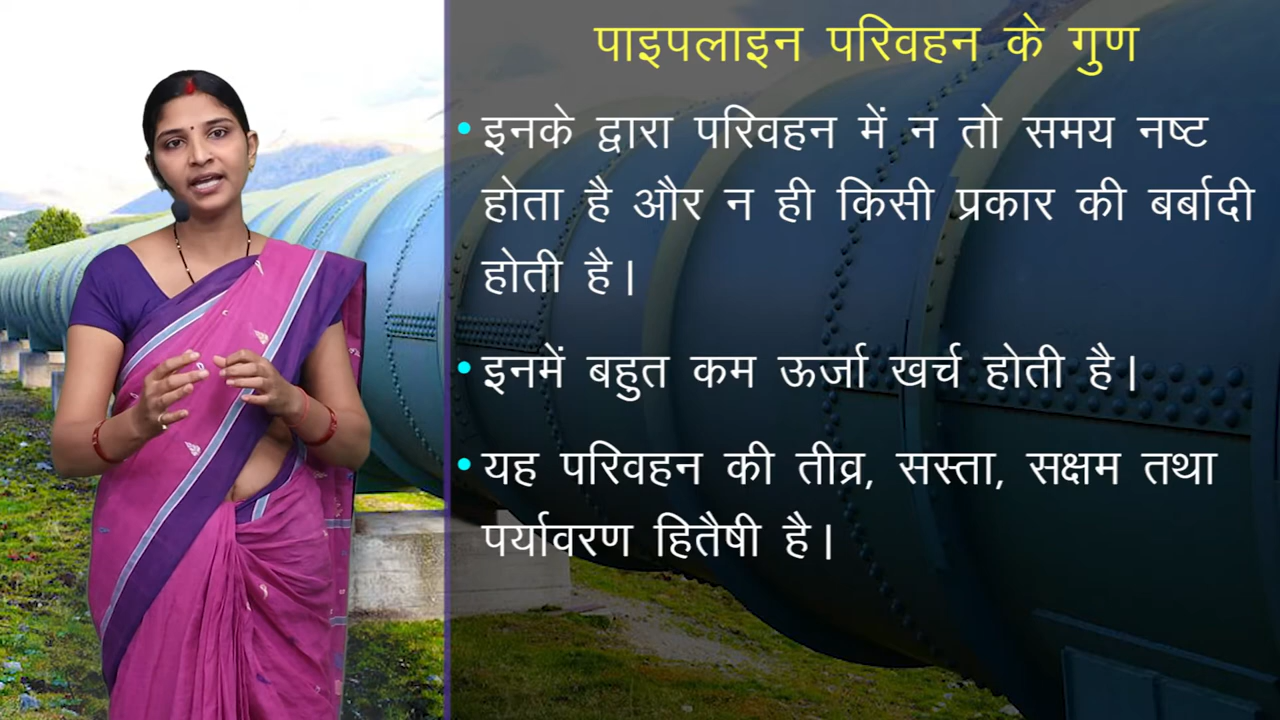 पाइपलाइन परिवहन के गुण
• इनके द्वारा परिवहन में न तो समय नष्ट
होता है और न ही किसी प्रकार की बर्बादी
होती है।
• इनमें बहुत कम ऊर्जा खर्च होती है।
• यह परिवहन की तीव्र, सस्ता, सक्षम तथा
पर्यावरण हितैषी है।